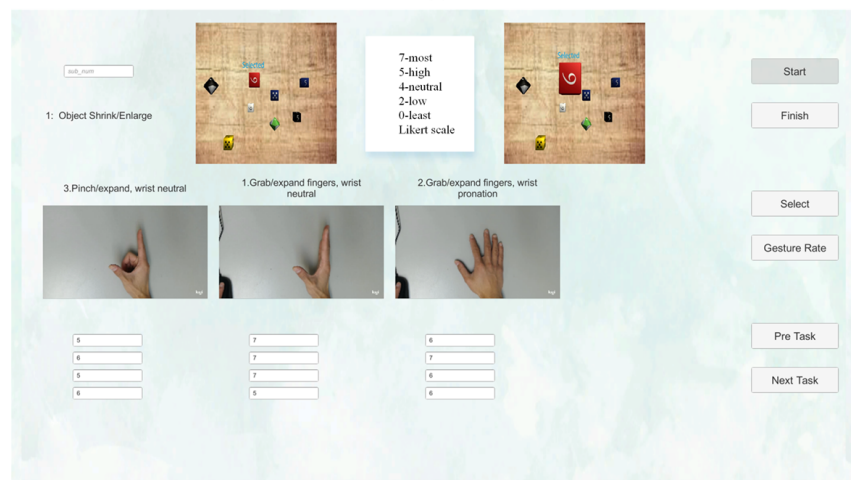 sub_num
1: Object Shrink/Enlarge
Selected
7-most
5-high
4-neutral
2-low
0-least
Likert scale
Selected
Start
Finish
3.Pinch/expand, wrist neutral
1.Grab/expand fingers, wrist
neutral
2.Grab/expand fingers, wrist
pronation
Select
Gesture Rate
5
7
6
6
7
7
5
7
6
6
5
6
Pre Task
Next Task